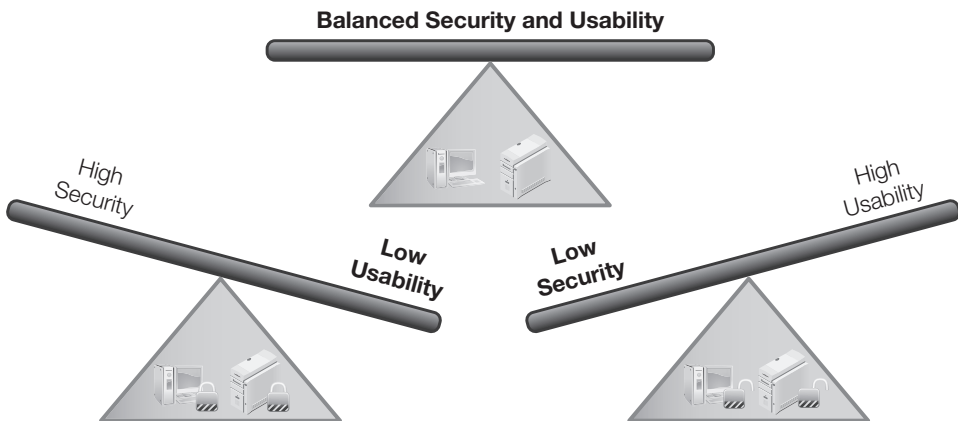 Balanced Security and Usability
High
Security
Low
Usability
Low
Security
High
Usability